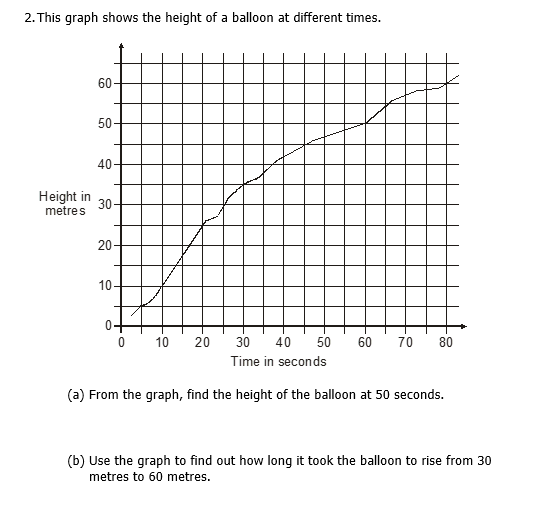 2. This graph shows the height of a balloon at different times.
60
50
40
Height in
metres
30
20
10
0
0 10 20 30 40 50 60 70 80
Time in seconds
(a) From the graph, find the height of the balloon at 50 seconds.
(b) Use the graph to find out how long it took the balloon to rise from 30
metres to 60 metres.